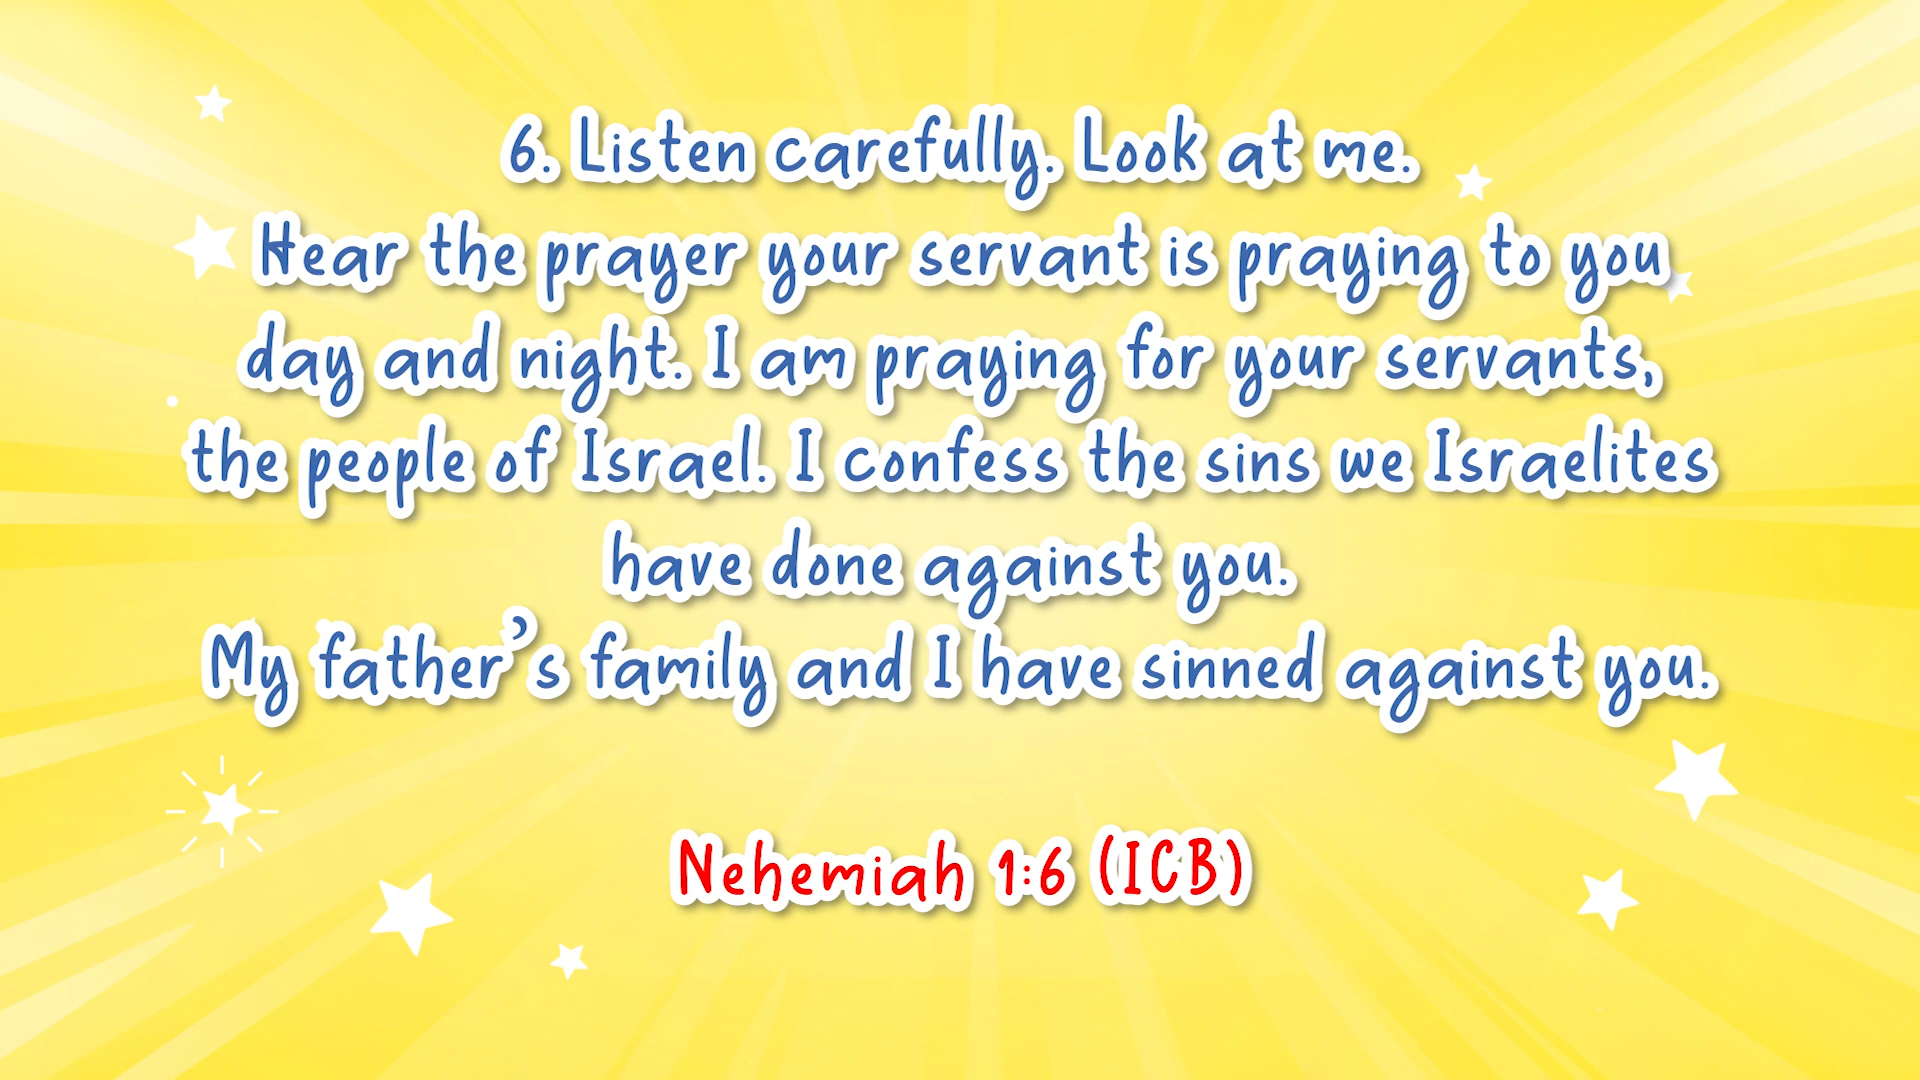 6. Listen carefully. Look at me.
Hear the prayer your servant is praying to you
day and night. I am praying for your servants,
the people of Israel. I confess the sins we Israelites
have done against you.
My father’s family and I have sinned against you.
Nehemiah 1:6 (ICB)